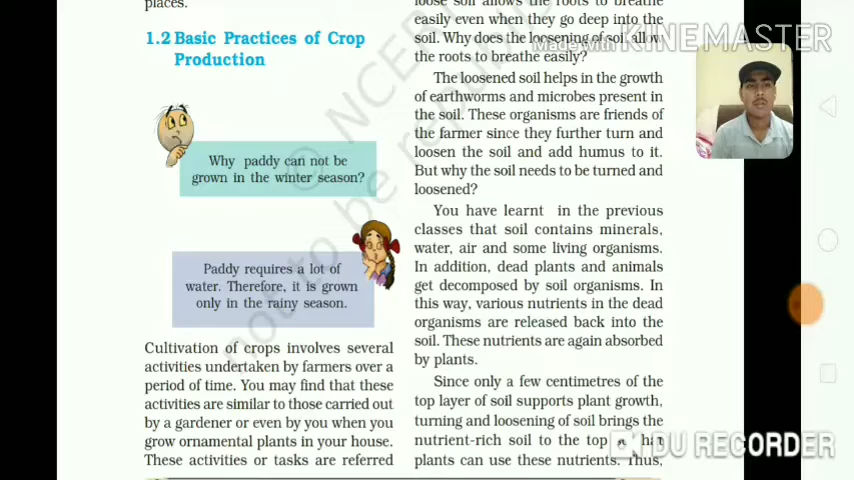 places.
1.2 Basic Practices of Crop
Production
Why paddy can not be
grown in the winter season?
Paddy requires a lot of
water. Therefore, it is grown
only in the rainy season.
Cultivation of crops involves several
activities undertaken by farmers over a
period of time. You may find that these
activities are similar to those carried out
by a gardener or even by you when you
grow ornamental plants in your house.
These activities or tasks are referred
loose soil allows the roots to breathe
easily even when they go deep into the
soil. Why does the loosening of soil allow
the roots to breathe easily?
The loosened soil helps in the growth
of earthworms and microbes present in
the soil. These organisms are friends of
the farmer since they further turn and
loosen the soil and add humus to it.
But why the soil needs to be turned and
loosened?
You have learnt in the previous
classes that soil contains minerals,
water, air and some living organisms.
In addition, dead plants and animals
get decomposed by soil organisms. In
this way, various nutrients in the dead
organisms are released back into the
soil. These nutrients are again absorbed
by plants.
Since only a few centimetres of the
top layer of soil supports plant growth,
turning and loosening of soil brings the
nutrient-rich soil to the top
plants can use these nutrients. Thus,
Made with KINEMASTER
DU RECORDER
© NCERT
not to be republished